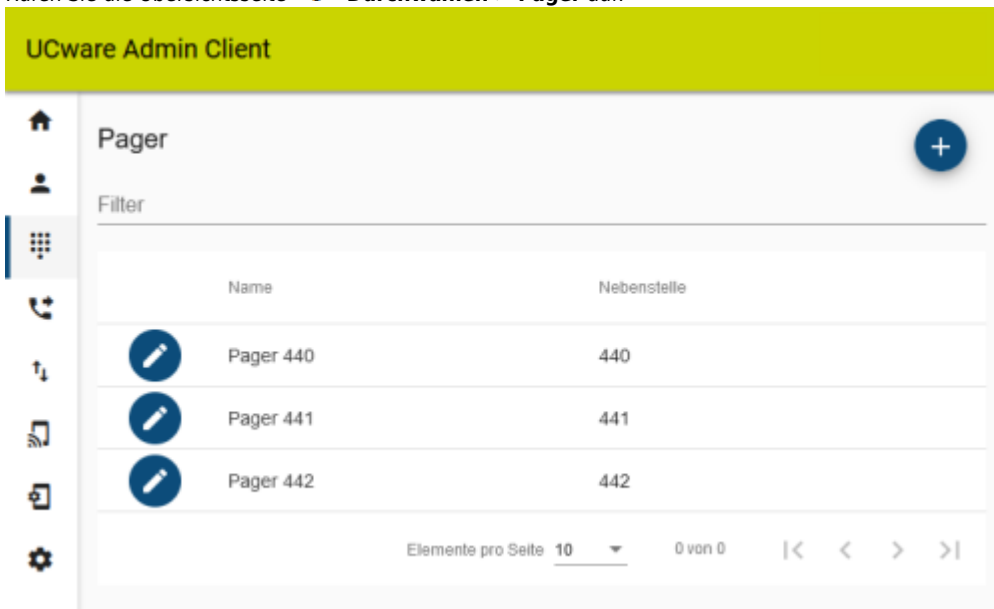 UCware Admin Client
Pager
Filter
Name Nebenstelle
Pager 440 440
Pager 441 441
Pager 442 442
Elemente pro Seite 10 0 von 0